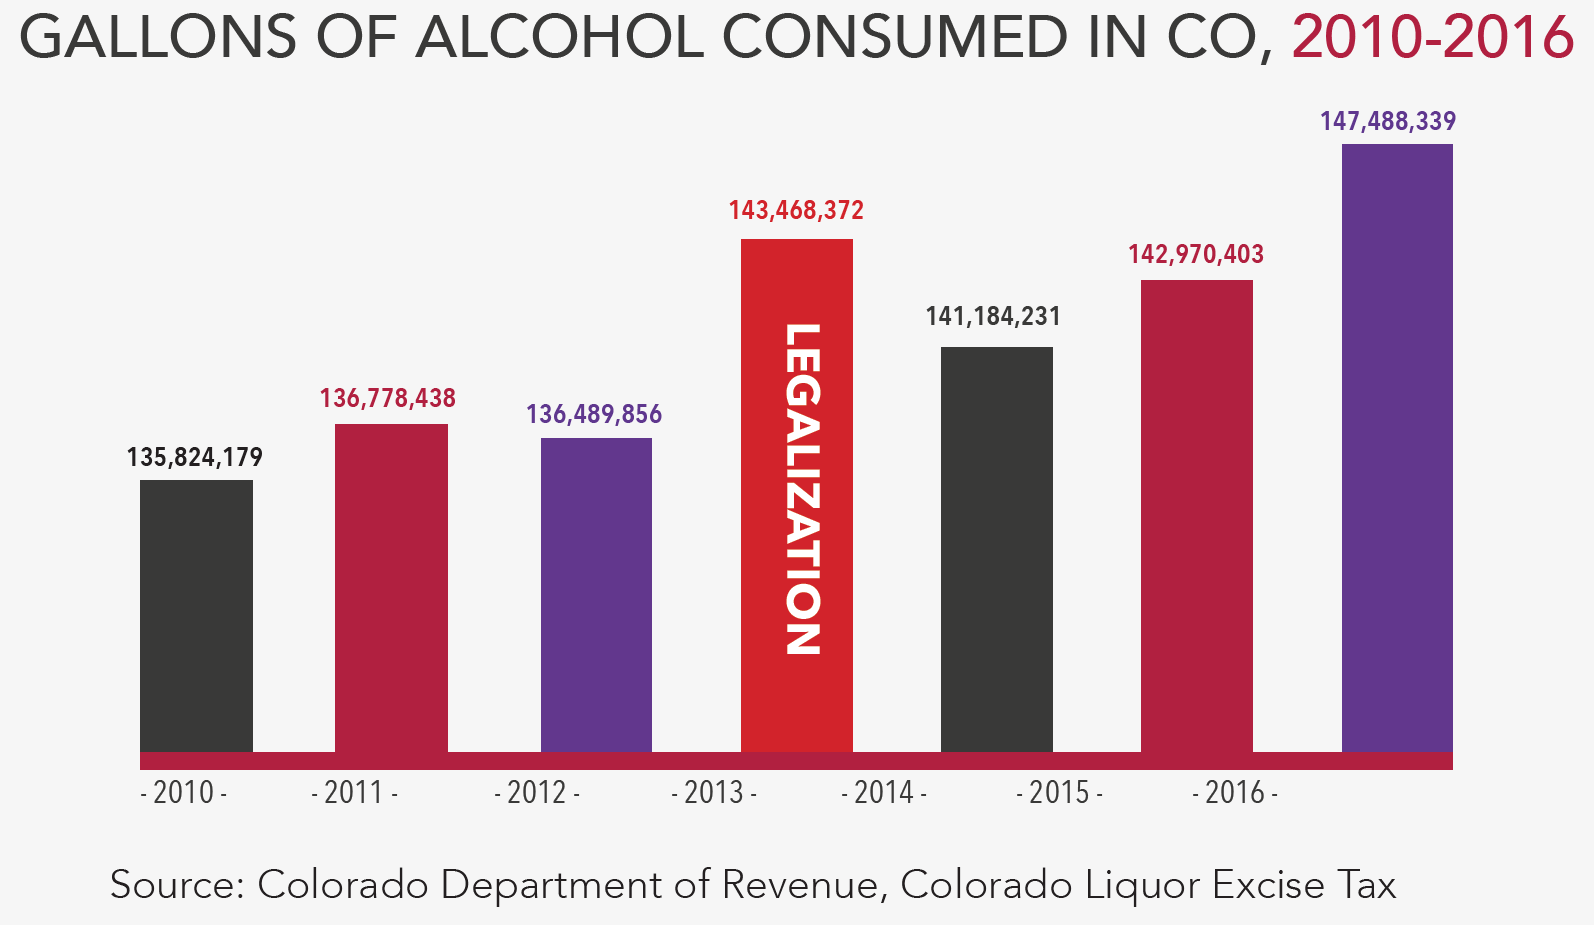 GALLONS OF ALCOHOL CONSUMED IN CO, 2010-2016
147,488,339
143,468,372
142,970,403
141,184,231
136,778,438
136,489,856
135,824,179
LEGALIZATION
- 2010 - - 2011 - - 2012 - - 2013 - - 2014 - - 2015 - - 2016 -
Source: Colorado Department of Revenue, Colorado Liquor Excise Tax